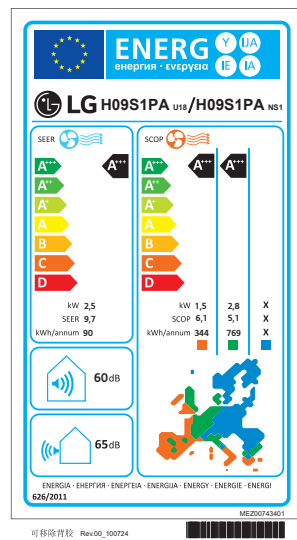 ENERG Y IJA
енергия · ενεργεια IE IA
LG H09S1PA U18/H09S1PA NS1
SEER SCOP
A+++ A+++ A+++ A+++ A+++
A++ A++
A+ A+
A A
B B
C C
D D
kW 2,5 kW 1,5 2,8 X
SEER 9,7 SCOP 6,1 5,1 X
kWh/annum 90 kWh/annum 344 769 X
60dB
65dB
ENERGIA · ЕНЕРГИЯ · ΕΝΕΡΓΕΙΑ · ENERGIJA · ENERGY · ENERGIE · ENERGI
626/2011
MEZ00743401
可移除背胶 Rev.00_100724